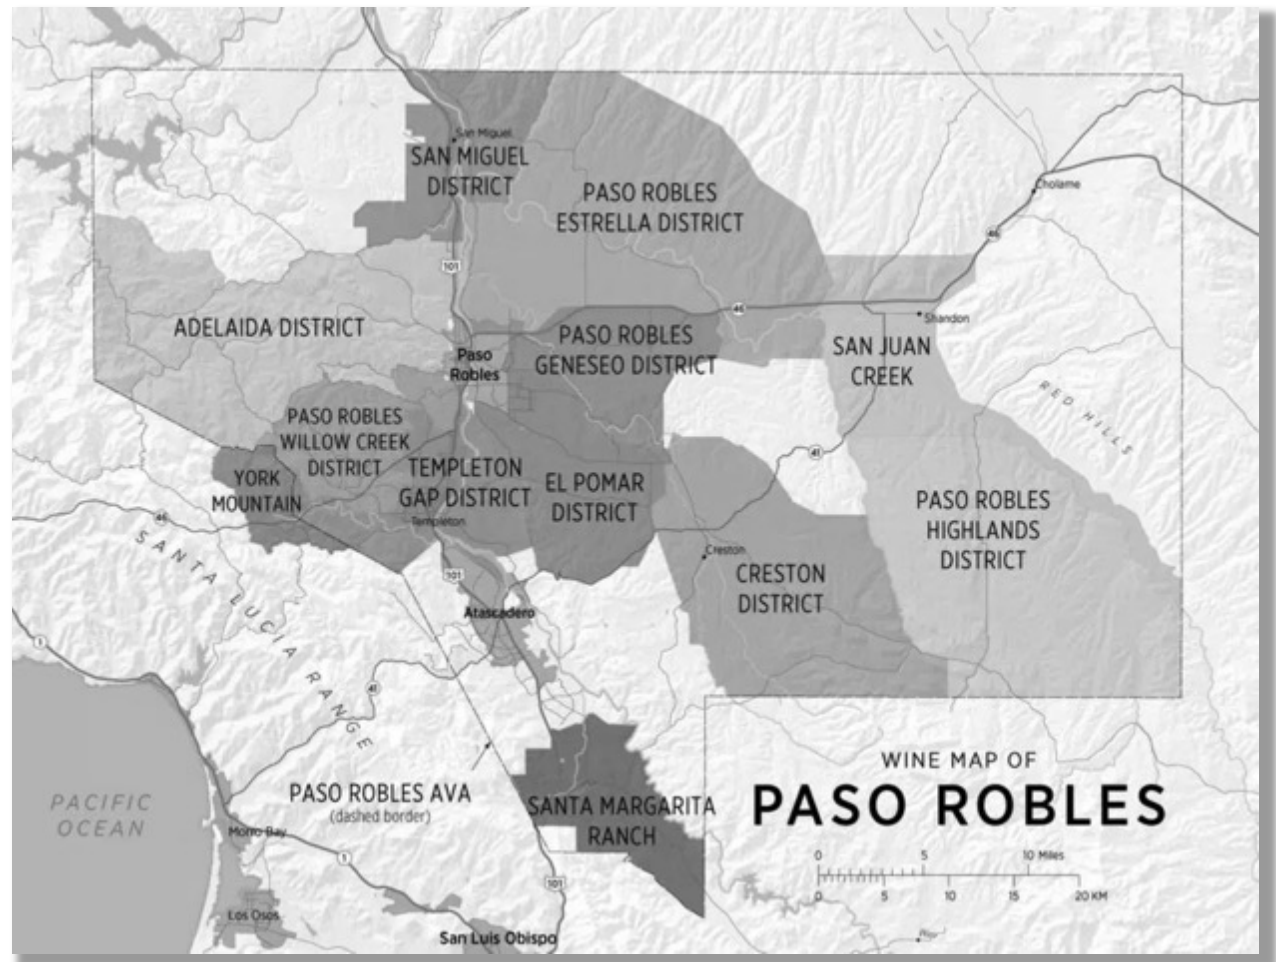 San Miguel
SAN MIGUEL
DISTRICT
PASO ROBLES
ESTRELLA DISTRICT
Cholame
46
101
46
ADELAIDA DISTRICT
Shandon
PASO ROBLES
GENESEO DISTRICT
SAN JUAN
CREEK
Paso
Robles
RED HILLS
PASO ROBLES
WILLOW CREEK
DISTRICT
41
YORK
MOUNTAIN
TEMPLETON
GAP DISTRICT
EL POMAR
DISTRICT
PASO ROBLES
HIGHLANDS
DISTRICT
46
Templeton
SANTA LUCIA RANGE
Creston
CRESTON
DISTRICT
101
Atascadero
1
41
WINE MAP OF
PASO ROBLES
PASO ROBLES AVA
(dashed border)
SANTA MARGARITA
RANCH
PACIFIC
OCEAN
Morro Bay
1
0 5 10 Miles
5 10 15 20 KM
101
Los Osos
San Luis Obispo